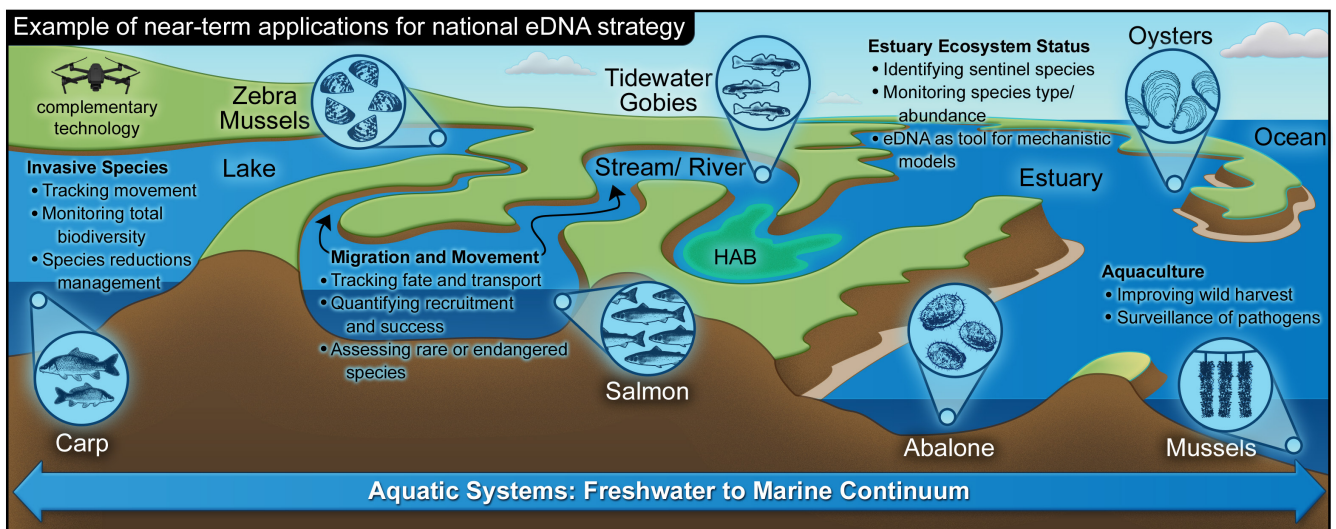 Example of near-term applications for national eDNA strategy
complementary
technology
Zebra
Mussels
Tidewater
Gobies
Estuary Ecosystem Status
• Identifying sentinel species
• Monitoring species type/
abundance
• eDNA as tool for mechanistic
models
Oysters
Ocean
Invasive Species
• Tracking movement
• Monitoring total
biodiversity
• Species reductions
management
Lake
Stream/ River
Estuary
Migration and Movement
• Tracking fate and transport
• Quantifying recruitment
and success
• Assessing rare or endangered
species
HAB
Aquaculture
• Improving wild harvest
• Surveillance of pathogens
Carp
Salmon
Abalone
Mussels
Aquatic Systems: Freshwater to Marine Continuum